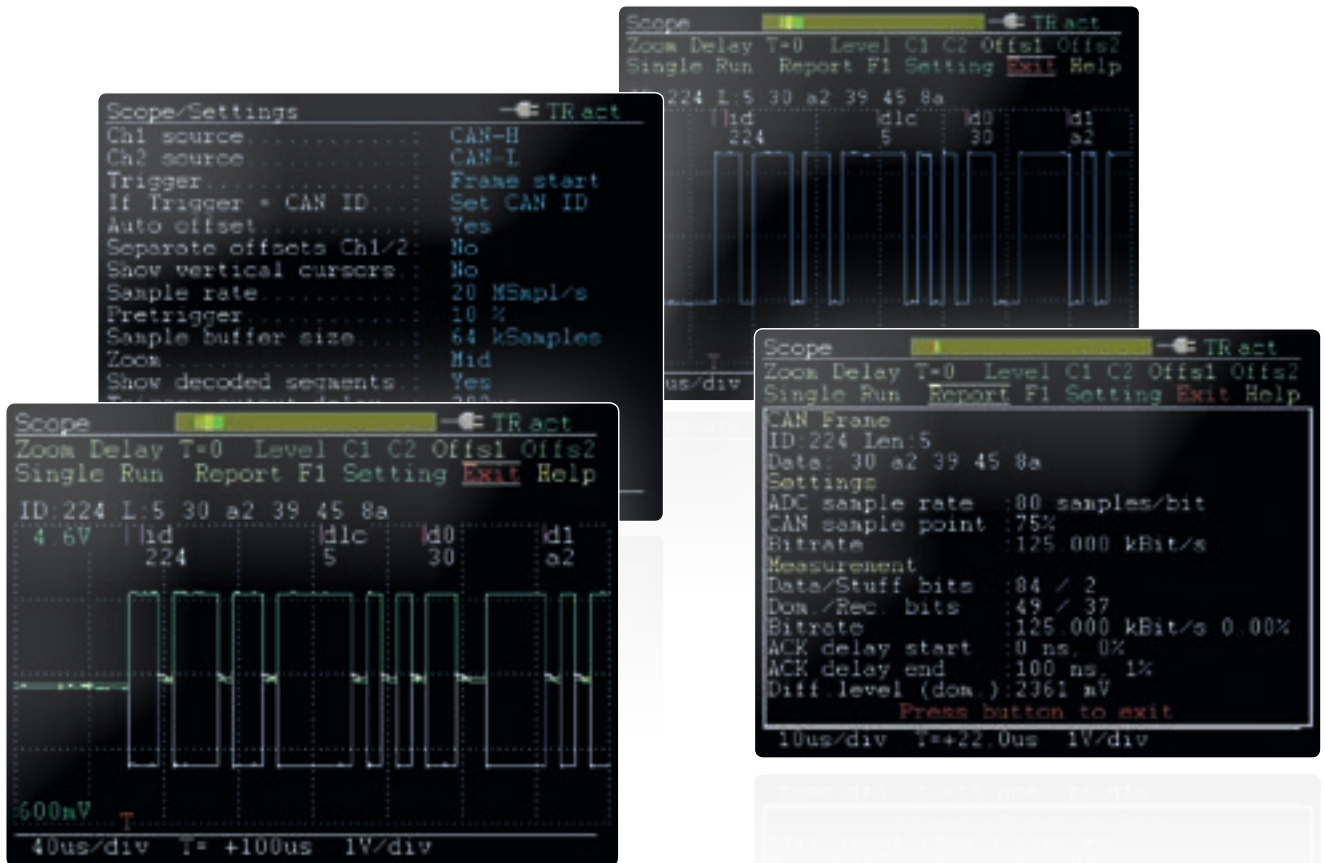 Scope TR act
Zoom Delay T=0 Level C1 C2 Offs1 Offs2
Single Run Report F1 Setting Exit Help
224 L:5 30 a2 39 45 8a
id dlc d0 d1
224 5 30 a2
us/div
Scope/Settings TR act
Ch1 source..............: CAN-H
Ch2 source..............: CAN-L
Trigger.................: Frame start
If Trigger = CAN ID...: Set CAN ID
Auto offset.............: Yes
Separate offsets Ch1/2: No
Show vertical cursors.: No
Sample rate.............: 20 MSmpl/s
Pretrigger..............: 10 %
Sample buffer size....: 64 kSamples
Zoom....................: Mid
Show decoded segments.: Yes
Scope TR act
Zoom Delay T=0 Level C1 C2 Offs1 Offs2
Single Run Report F1 Setting Exit Help
ID:224 L:5 30 a2 39 45 8a
4.6V id dlc d0 d1
224 5 30 a2
600mV T
40us/div T= +100us 1V/div
Scope TR act
Zoom Delay T=0 Level C1 C2 Offs1 Offs2
Single Run Report F1 Setting Exit Help
CAN Frame
ID:224 Len:5
Data: 30 a2 39 45 8a
Settings
ADC sample rate :80 samples/bit
CAN sample point :75%
Bitrate :125.000 kBit/s
Measurement
Data/Stuff bits :84 / 2
Dom./Rec. bits :49 / 37
Bitrate :125.000 kBit/s 0.00%
ACK delay start :0 ns, 0%
ACK delay end :100 ns, 1%
Diff.level (dom.):2361 mV
Press button to exit
10us/div T=+22.0us 1V/div